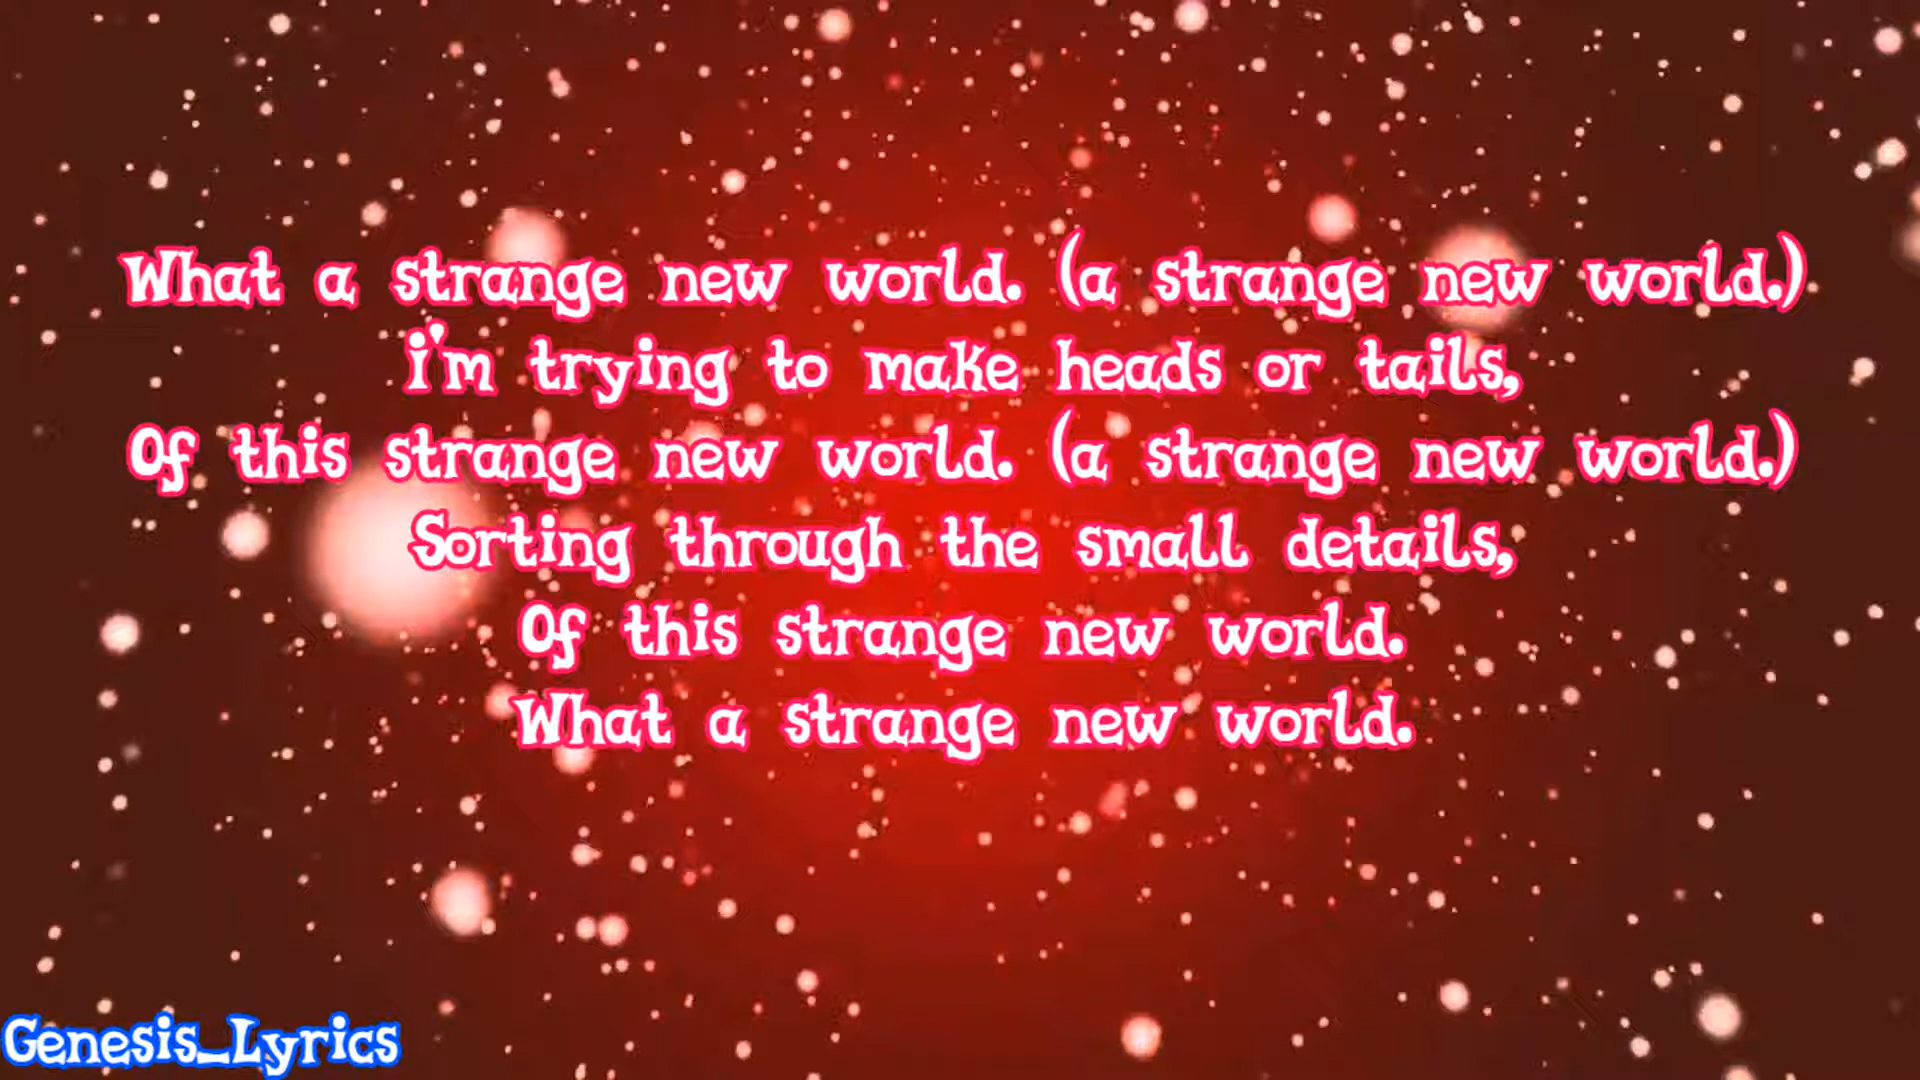 What a strange new world. (a strange new world.)
i'm trying to make heads or tails,
Of this strange new world. (a strange new world.)
Sorting through the small details,
Of this strange new world.
What a strange new world.
Genesis_Lyrics